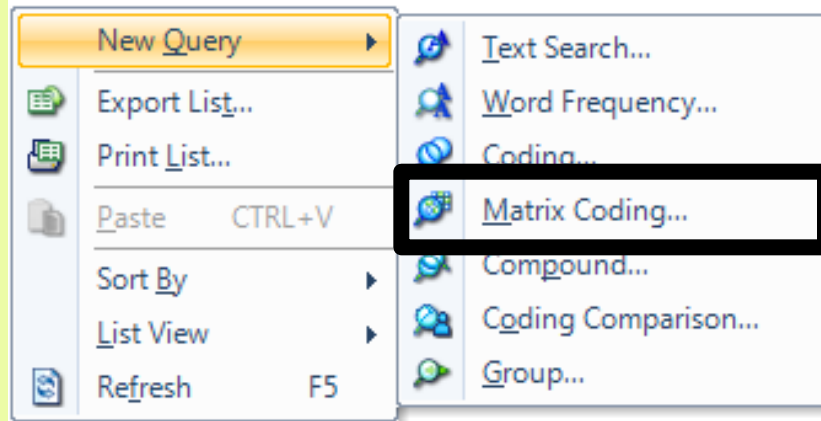 New Query
Export List...
Print List...
Paste CTRL+V
Sort By
List View
Refresh F5
Text Search...
Word Frequency...
Coding...
Matrix Coding...
Compound...
Coding Comparison...
Group...